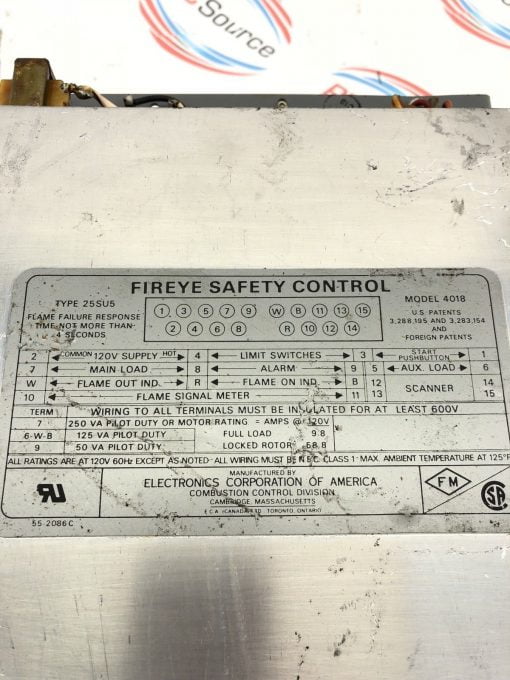 Source
FIREYE SAFETY CONTROL
TYPE 25SU5
FLAME FAILURE RESPONSE
TIME NOT MORE THAN
4 SECONDS
1 3 5 7 9 W B 11 13 15
2 4 6 8 R 10 12 14
MODEL 4018
U.S. PATENTS
3,288,195 AND 3,283,154
AND
FOREIGN PATENTS
2 COMMON 120V SUPPLY HOT 4 LIMIT SWITCHES 3 START PUSHBUTTON 1
7 MAIN LOAD 8 ALARM 9 5 AUX. LOAD 6
W FLAME OUT IND. R FLAME ON IND. B 12 SCANNER 14
10 FLAME SIGNAL METER 11 13 15
TERM WIRING TO ALL TERMINALS MUST BE INSULATED FOR AT LEAST 600V
7 250 VA PILOT DUTY OR MOTOR RATING = AMPS @ 120V
6-W-B 125 VA PILOT DUTY FULL LOAD 9.8
9 50 VA PILOT DUTY LOCKED ROTOR 58.8
ALL RATINGS ARE AT 120V 60Hz EXCEPT AS NOTED · ALL WIRING MUST BE N.E.C. CLASS 1 · MAX. AMBIENT TEMPERATURE AT 125°F
MANUFACTURED BY
ELECTRONICS CORPORATION OF AMERICA
COMBUSTION CONTROL DIVISION
CAMBRIDGE, MASSACHUSETTS
E.C.A. (CANADA) LTD. TORONTO, ONTARIO
FM
SA
55 2086C